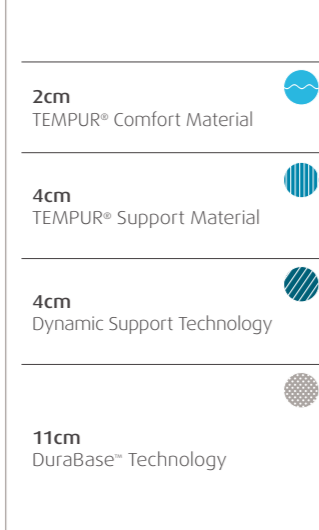 2cm
TEMPUR® Comfort Material
4cm
TEMPUR® Support Material
4cm
Dynamic Support Technology
11cm
DuraBase™ Technology